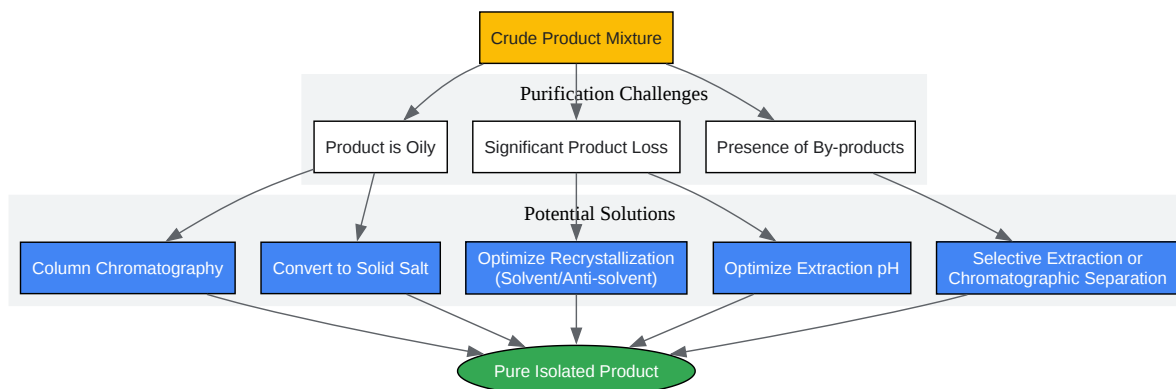 Crude Product Mixture
Purification Challenges
Product is Oily
Significant Product Loss
Presence of By-products
Potential Solutions
Column Chromatography
Convert to Solid Salt
Optimize Recrystallization
(Solvent/Anti-solvent)
Optimize Extraction pH
Selective Extraction or
Chromatographic Separation
Pure Isolated Product